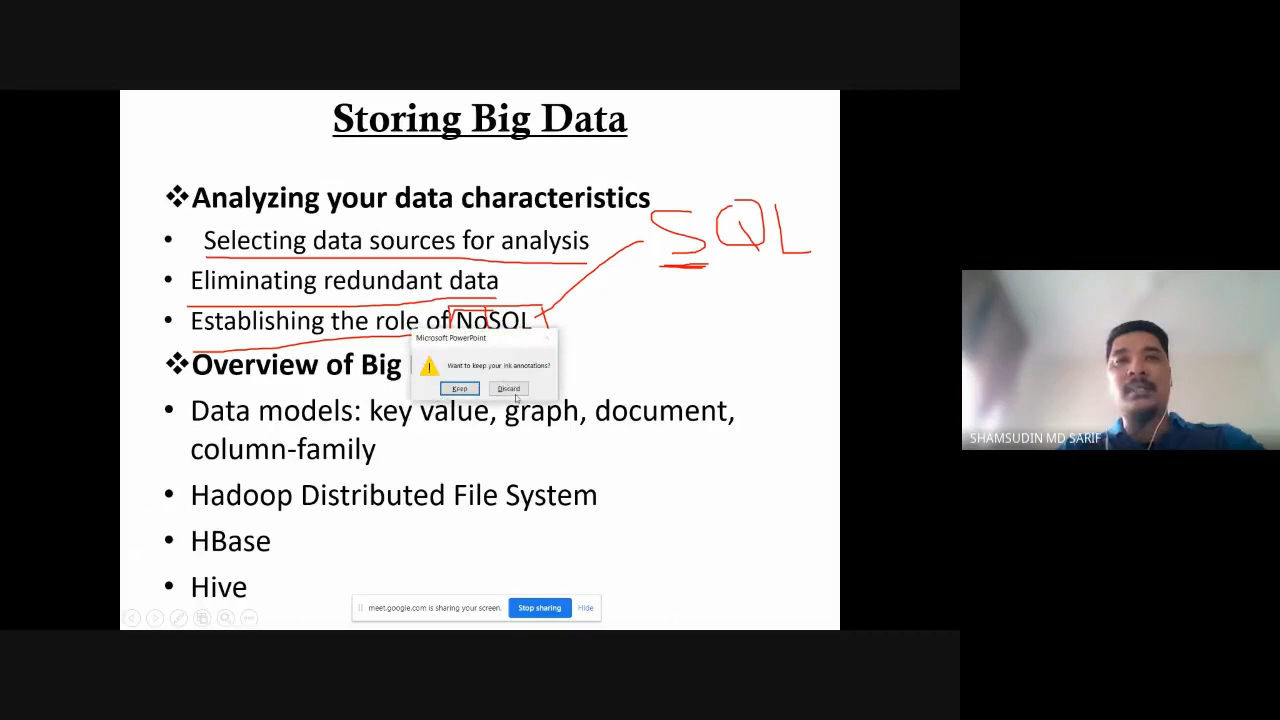 Storing Big Data
❖Analyzing your data characteristics
• Selecting data sources for analysis
SQL
• Eliminating redundant data
• Establishing the role of NoSQL
Microsoft PowerPoint
❖Overview of Big
Want to keep your ink annotations?
Keep Discard
• Data models: key value, graph, document,
column-family
• Hadoop Distributed File System
• HBase
• Hive
meet.google.com is sharing your screen. Stop sharing Hide
SHAMSUDIN MD SARIF